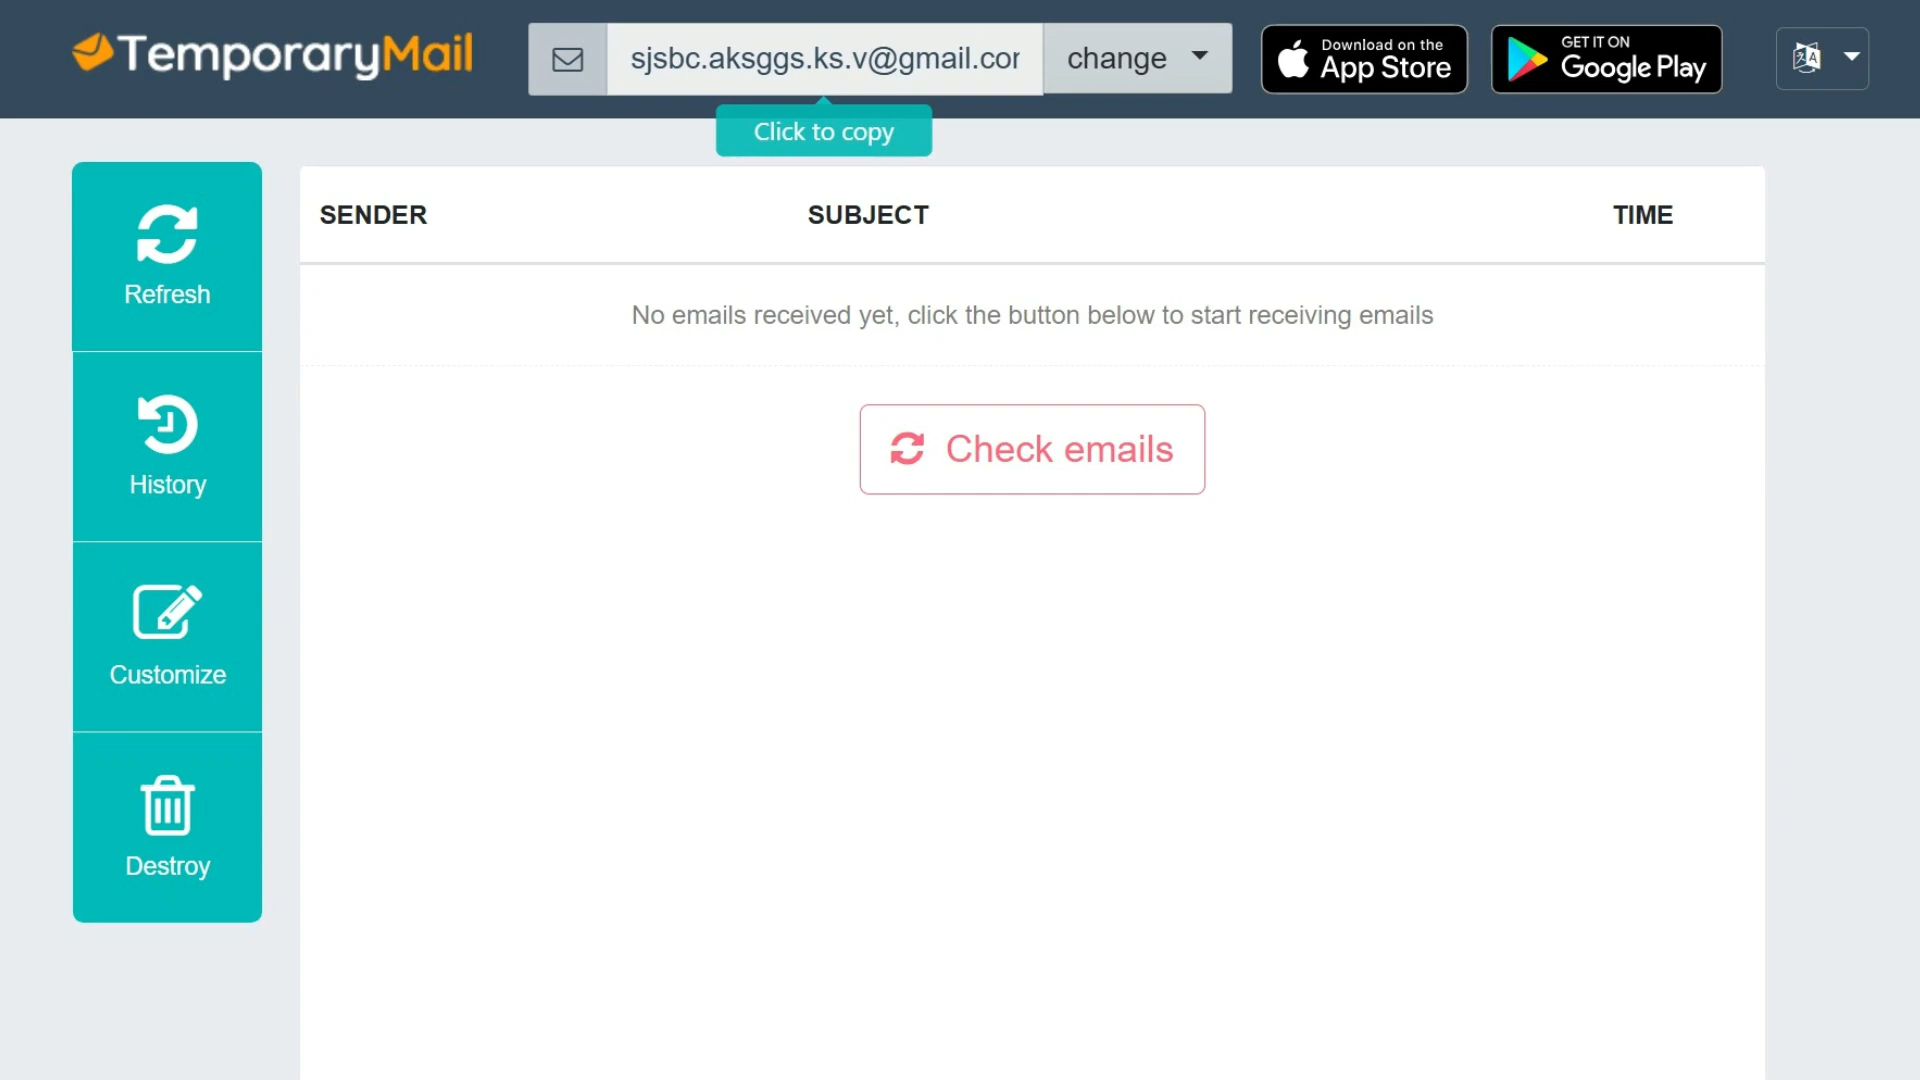 TemporaryMail
sjsbc.aksggs.ks.v@gmail.cor
change
Download on the
App Store
GET IT ON
Google Play
Click to copy
Refresh
History
Customize
Destroy
SENDER SUBJECT TIME
No emails received yet, click the button below to start receiving emails
Check emails